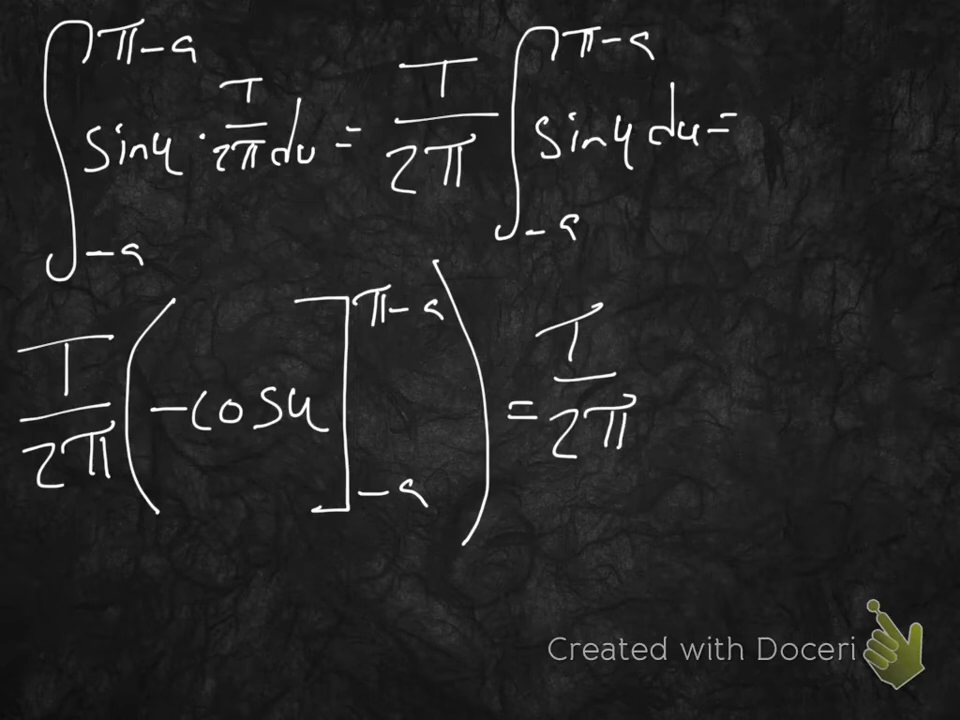 ∫_{-a}^{π-a} sin u · T/2π du = T/2π ∫_{-a}^{π-a} sin u du =
T/2π ( -cos u ]_{-a}^{π-a} ) = T/2π
Created with Doceri